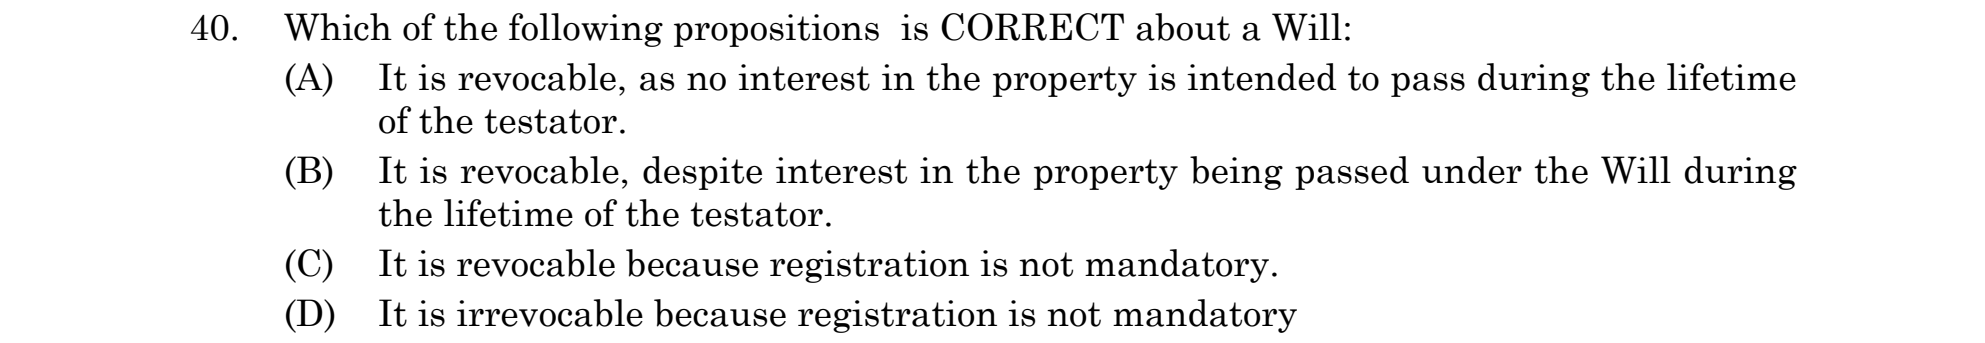 40. Which of the following propositions is CORRECT about a Will:
(A) It is revocable, as no interest in the property is intended to pass during the lifetime
of the testator.
(B) It is revocable, despite interest in the property being passed under the Will during
the lifetime of the testator.
(C) It is revocable because registration is not mandatory.
(D) It is irrevocable because registration is not mandatory